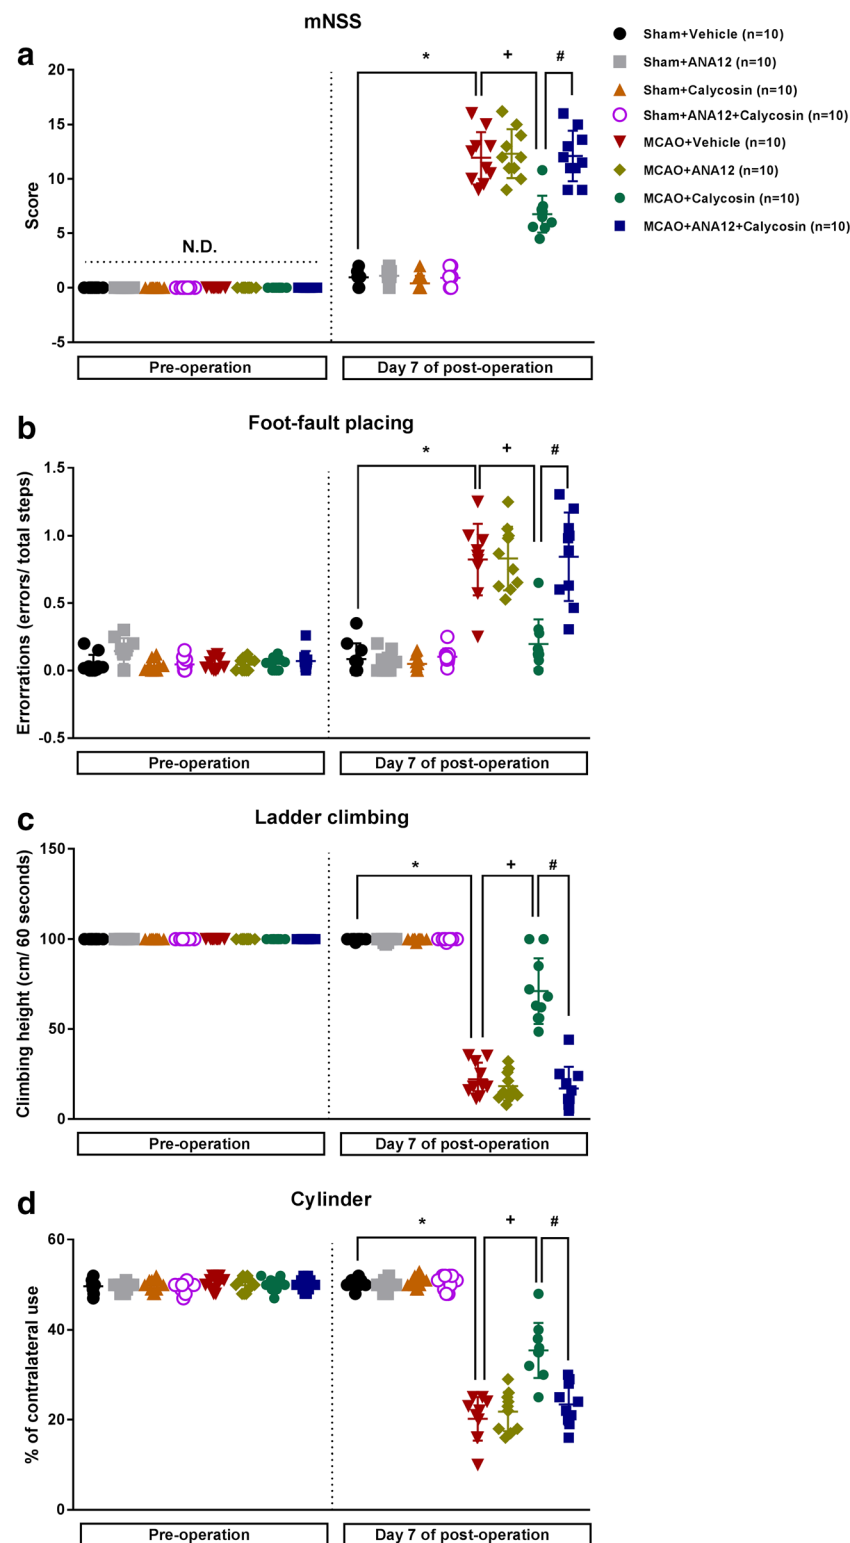 mNSS
a
Sham+Vehicle (n=10)
Sham+ANA12 (n=10)
Sham+Calycosin (n=10)
Sham+ANA12+Calycosin (n=10)
MCAO+Vehicle (n=10)
MCAO+ANA12 (n=10)
MCAO+Calycosin (n=10)
MCAO+ANA12+Calycosin (n=10)
* + #
20
15
10
5
0
-5
Score
N.D.
Pre-operation
Day 7 of post-operation
b
Foot-fault placing
* + #
1.5
1.0
0.5
0.0
-0.5
Errorrations (errors/ total steps)
Pre-operation
Day 7 of post-operation
c
Ladder climbing
* + #
150
100
50
0
Climbing height (cm/ 60 seconds)
Pre-operation
Day 7 of post-operation
d
Cylinder
* + #
60
40
20
0
% of contralateral use
Pre-operation
Day 7 of post-operation